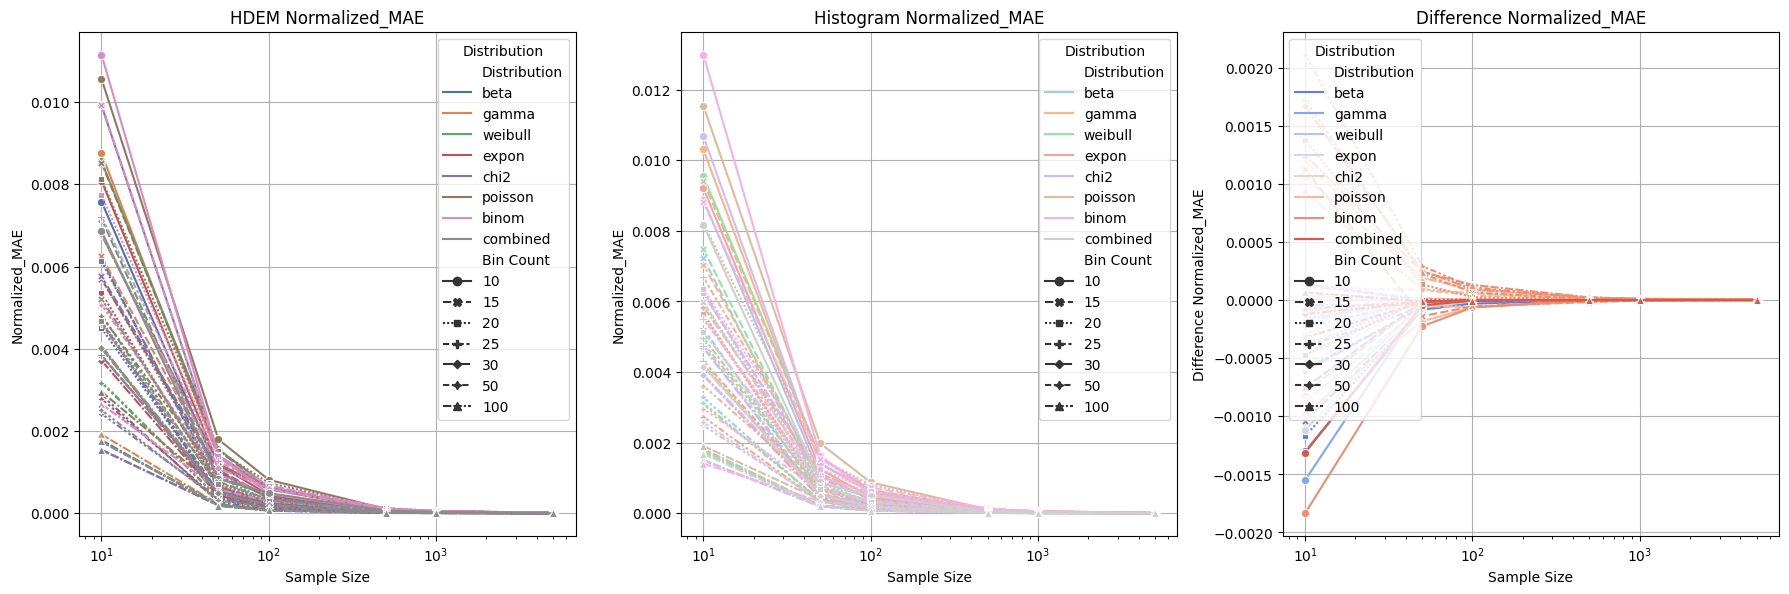 HDEM Normalized_MAE
Normalized_MAE
0.010
0.008
0.006
0.004
0.002
0.000
10¹
10²
10³
Sample Size
Distribution
Distribution
beta
gamma
weibull
expon
chi2
poisson
binom
combined
Bin Count
10
15
20
25
30
50
100
Histogram Normalized_MAE
Normalized_MAE
0.012
0.010
0.008
0.006
0.004
0.002
0.000
10¹
10²
10³
Sample Size
Distribution
Distribution
beta
gamma
weibull
expon
chi2
poisson
binom
combined
Bin Count
10
15
20
25
30
50
100
Difference Normalized_MAE
Difference Normalized_MAE
0.0020
0.0015
0.0010
0.0005
0.0000
−0.0005
−0.0010
−0.0015
−0.0020
10¹
10²
10³
Sample Size
Distribution
Distribution
beta
gamma
weibull
expon
chi2
poisson
binom
combined
Bin Count
10
15
20
25
30
50
100